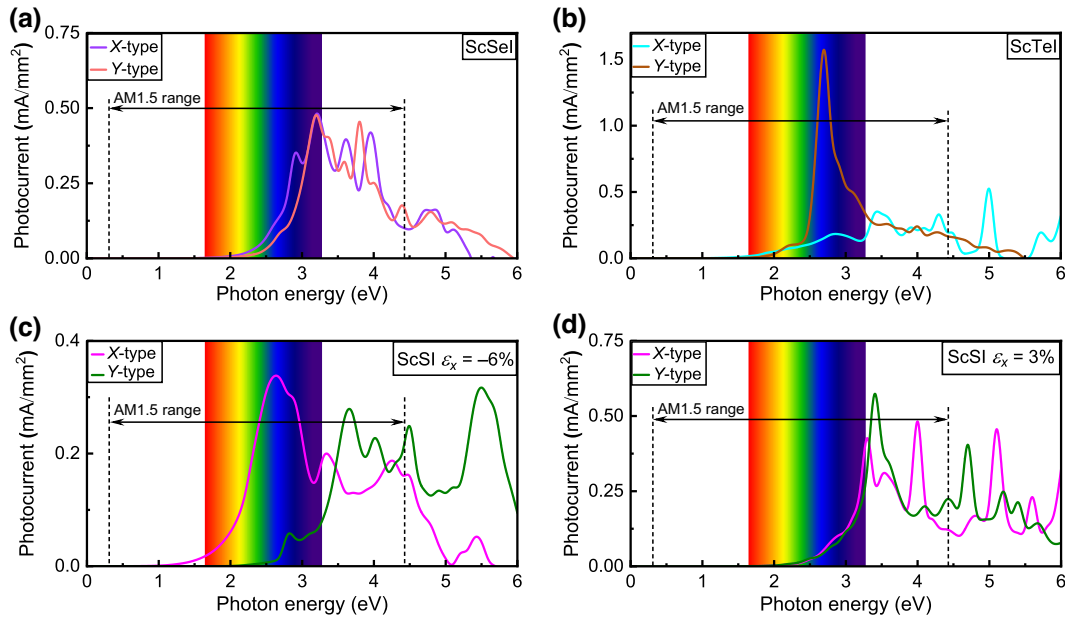 (a)
0.75
0.50
0.25
0.00
Photocurrent (mA/mm²)
X-type
Y-type
ScSeI
AM1.5 range
0 1 2 3 4 5 6
Photon energy (eV)
(b)
1.5
1.0
0.5
0.0
Photocurrent (mA/mm²)
X-type
Y-type
ScTeI
AM1.5 range
0 1 2 3 4 5 6
Photon energy (eV)
(c)
0.4
0.2
0.0
Photocurrent (mA/mm²)
X-type
Y-type
ScSI εx = –6%
AM1.5 range
0 1 2 3 4 5 6
Photon energy (eV)
(d)
0.75
0.50
0.25
0.00
Photocurrent (mA/mm²)
X-type
Y-type
ScSI εx = 3%
AM1.5 range
0 1 2 3 4 5 6
Photon energy (eV)